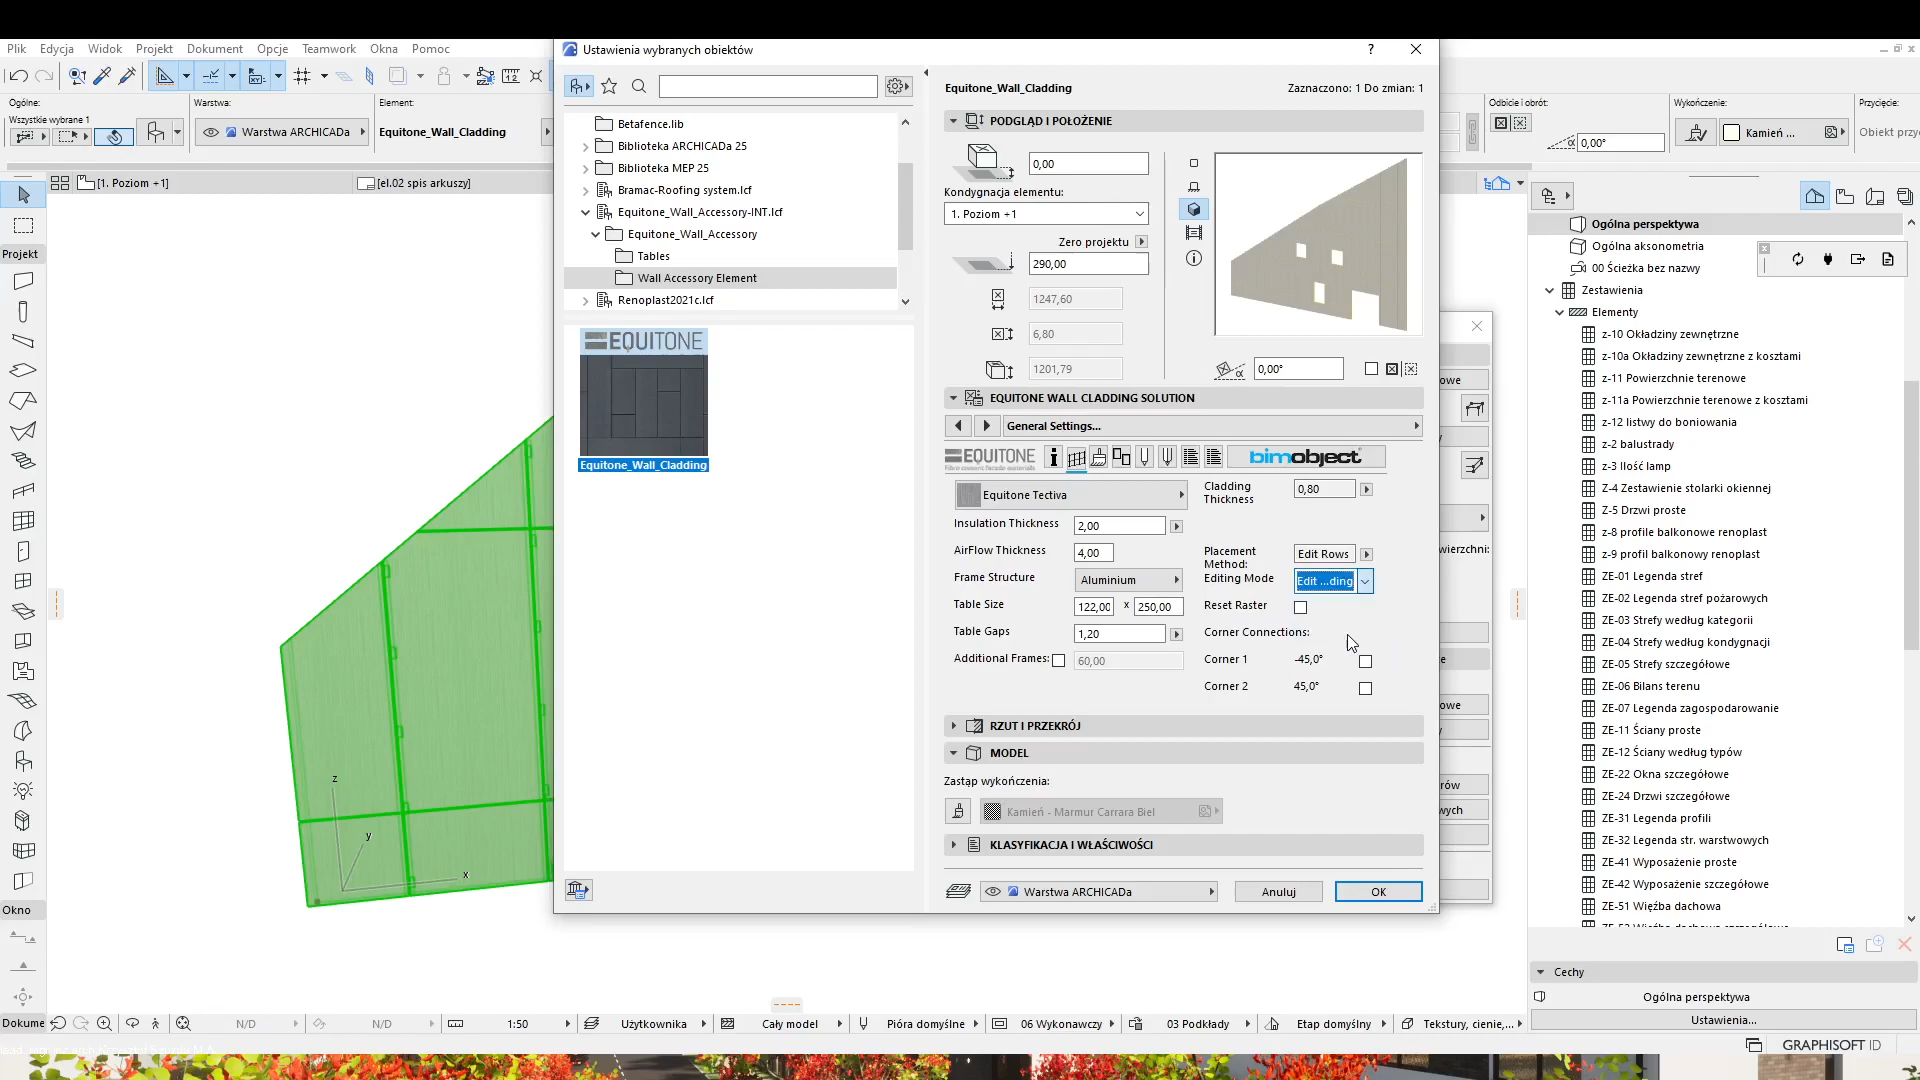 Plik Edycja Widok Projekt Dokument Opcje Teamwork Okna Pomoc
Ogólne:
Wszystkie wybrane 1
Warstwa:
Warstwa ARCHICADa
Element:
Equitone_Wall_Cladding
Odbicie i obrót:
0,00°
Wykończenie:
Kamień ...
Przycięcie:
[1. Poziom +1]
[el.02 spis arkuszy]
Projekt
Okno
Dokume
z
y
x
Ustawienia wybranych obiektów
?
Betafence.lib
Biblioteka ARCHICADa 25
Biblioteka MEP 25
Bramac-Roofing system.lcf
Equitone_Wall_Accessory-INT.lcf
Equitone_Wall_Accessory
Tables
Wall Accessory Element
Renoplast2021c.lcf
EQUITONE
Equitone_Wall_Cladding
Equitone_Wall_Cladding
Zaznaczono: 1 Do zmian: 1
PODGLĄD I POŁOŻENIE
0,00
Kondygnacja elementu:
1. Poziom +1
Zero projektu
290,00
1247,60
6,80
1201,79
0,00°
EQUITONE WALL CLADDING SOLUTION
General Settings...
EQUITONE
bimobject
Equitone Tectiva
Cladding Thickness
0,80
Insulation Thickness
2,00
AirFlow Thickness
4,00
Placement Method:
Edit Rows
Frame Structure
Aluminium
Editing Mode
Edit ...ding
Table Size
122,00 x 250,00
Reset Raster
Table Gaps
1,20
Corner Connections:
Additional Frames:
60,00
Corner 1 -45,0°
Corner 2 45,0°
RZUT I PRZEKRÓJ
MODEL
Zastąp wykończenia:
Kamień - Marmur Carrara Biel
KLASYFIKACJA I WŁAŚCIWOŚCI
Warstwa ARCHICADa
Anuluj
OK
Ogólna perspektywa
Ogólna aksonometria
00 Ścieżka bez nazwy
Zestawienia
Elementy
z-10 Okładziny zewnętrzne
z-10a Okładziny zewnętrzne z kosztami
z-11 Powierzchnie terenowe
z-11a Powierzchnie terenowe z kosztami
z-12 listwy do boniowania
z-2 balustrady
z-3 Ilość lamp
Z-4 Zestawienie stolarki okiennej
Z-5 Drzwi proste
z-8 profile balkonowe renoplast
z-9 profil balkonowy renoplast
ZE-01 Legenda stref
ZE-02 Legenda stref pożarowych
ZE-03 Strefy według kategorii
ZE-04 Strefy według kondygnacji
ZE-05 Strefy szczegółowe
ZE-06 Bilans terenu
ZE-07 Legenda zagospodarowania
ZE-11 Ściany proste
ZE-12 Ściany według typów
ZE-22 Okna szczegółowe
ZE-24 Drzwi szczegółowe
ZE-31 Legenda profili
ZE-32 Legenda str. warstwowych
ZE-41 Wyposażenie proste
ZE-42 Wyposażenie szczegółowe
ZE-51 Więźba dachowa
Cechy
Ogólna perspektywa
Ustawienia...
N/D
N/D
1:50
Użytkownika
Cały model
Pióra domyślne
06 Wykonawczy
03 Podkłady
Etap domyślny
Tekstury, cienie,...
GRAPHISOFT ID